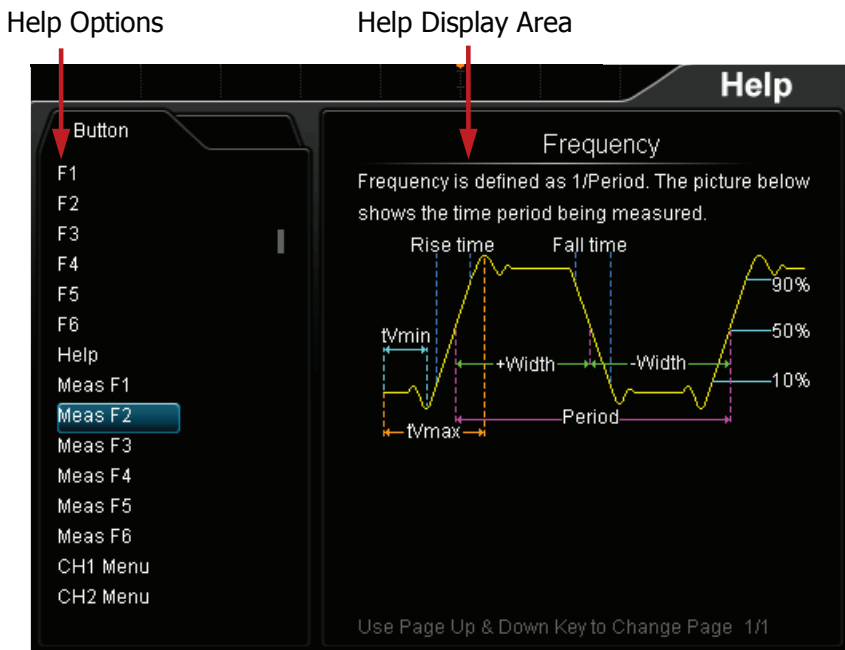 Help Options
Help Display Area
Help
Button
F1
F2
F3
F4
F5
F6
Help
Meas F1
Meas F2
Meas F3
Meas F4
Meas F5
Meas F6
CH1 Menu
CH2 Menu
Frequency
Frequency is defined as 1/Period. The picture below
shows the time period being measured.
Rise time
Fall time
90%
tVmin
50%
+Width
-Width
10%
Period
tVmax
Use Page Up & Down Key to Change Page 1/1